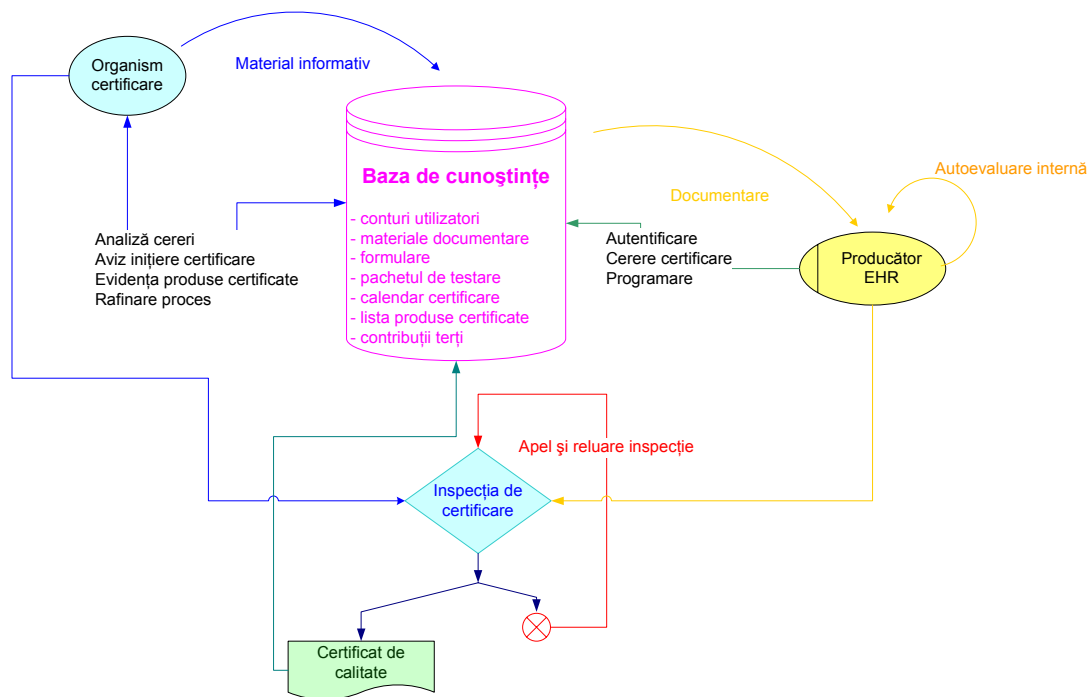 Organism
certificare
Material informativ
Baza de cunoştinţe
- conturi utilizatori
- materiale documentare
- formulare
- pachetul de testare
- calendar certificare
- lista produse certificate
- contribuţii terţi
Autoevaluare internă
Documentare
Analiză cereri
Aviz iniţiere certificare
Evidenţa produse certificate
Rafinare proces
Autentificare
Cerere certificare
Programare
Producător
EHR
Apel şi reluare inspecţie
Inspecţia de
certificare
Certificat de
calitate